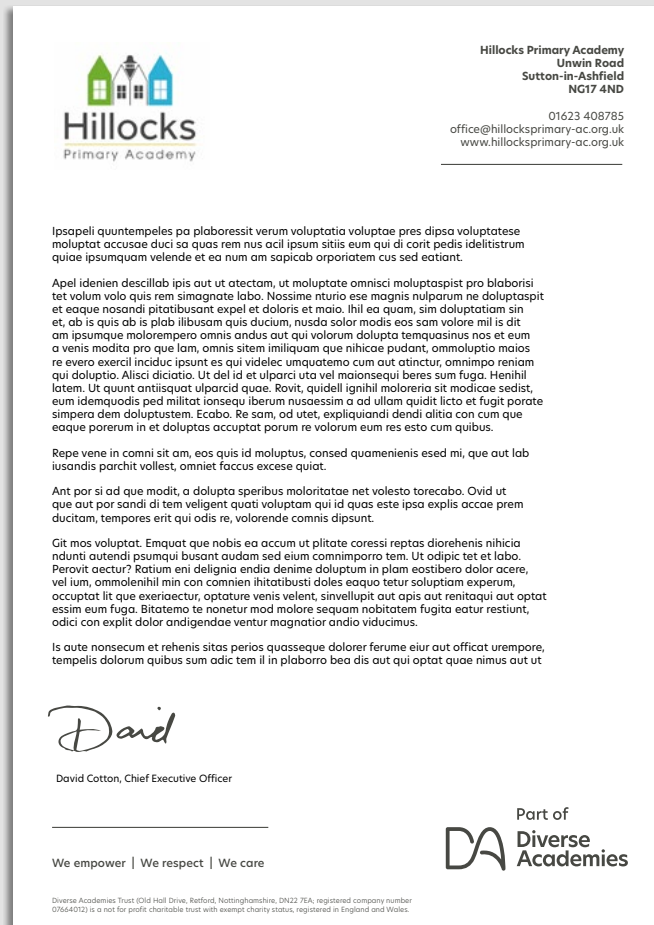 Hillocks
Primary Academy
Hillocks Primary Academy
Unwin Road
Sutton-in-Ashfield
NG17 4ND
01623 408785
office@hillocksprimary-ac.org.uk
www.hillocksprimary-ac.org.uk
Ipsapeli quuntempeles pa plaboressit verum voluptatia voluptae pres dipsa voluptatese
moluptat accusae duci sa quas rem nus acil ipsum sitiis eum qui di corit pedis idelitistrum
quiae ipsumquam velende et ea num am sapicab orporiatem cus sed eatiant.
Apel idenien descillab ipis aut ut atectam, ut moluptate omnisci moluptaspist pro blaborisi
tet volum volo quis rem simagnate labo. Nossime nturio ese magnis nulparum ne doluptaspit
et eaque nosandi pitatibusant expel et doloris et maio. Ihil ea quam, sim doluptatiam sin
et, ab is quis ab is plab ilibusam quis ducium, nusda solor modis eos sam volore mil is dit
am ipsumque molorempero omnis andus aut qui volorum dolupta temquasinus nos et eum
a venis modita pro que lam, omnis sitem imiliquam que nihicae pudant, ommoluptio maios
re evero exercil inciduc ipsunt es qui videlec umquatemo cum aut atinctur, omnimpo reniam
qui doluptio. Alisci diciatio. Ut del id et ulparci uta vel maionsequi beres sum fuga. Henihil
latem. Ut quunt antiisquat ulparcid quae. Rovit, quidell ignihil moloreria sit modicae sedist,
eum idemquodis ped militat ionsequ iberum nusaessim a ad ullam quidit licto et fugit porate
simpera dem doluptustem. Ecabo. Re sam, od utet, expliquiandi dendi alitia con cum que
eaque porerum in et doluptas accuptat porum re volorum eum res esto cum quibus.
Repe vene in comni sit am, eos quis id moluptus, consed quamenienis esed mi, que aut lab
iusandis parchit vollest, omniet faccus excese quiat.
Ant por si ad que modit, a dolupta speribus moloritatae net volesto torecabo. Ovid ut
que aut por sandi di tem veligent quati voluptam qui id quas este ipsa explis accae prem
ducitam, tempores erit qui odis re, volorende comnis dipsunt.
Git mos voluptat. Emquat que nobis ea accum ut plitate coressi reptas diorehenis nihicia
ndunti autendi psumqui busant audam sed eium comnimporro tem. Ut odipic tet et labo.
Perovit aectur? Ratium eni delignia endia denime doluptum in plam eostibero dolor acere,
vel ium, ommolenihil min con comnien ihitatibusti doles eaquo tetur soluptiam experum,
occuptat lit que exeriaectur, optature venis velent, sinvellupit aut apis aut renitaqui aut optat
essim eum fuga. Bitatemo te nonetur mod molore sequam nobitatem fugita eatur restiunt,
odici con explit dolor andigendae ventur magnatior andio viducimus.
Is aute nonsecum et rehenis sitas perios quasseque dolorer ferume eiur aut officat urempore,
tempelis dolorum quibus sum adic tem il in plaborro bea dis aut qui optat quae nimus aut ut
David
David Cotton, Chief Executive Officer
We empower | We respect | We care
Part of
DA Diverse
Academies
Diverse Academies Trust (Old Hall Drive, Retford, Nottinghamshire, DN22 7EA; registered company number
07664012) is a not for profit charitable trust with exempt charity status, registered in England and Wales.